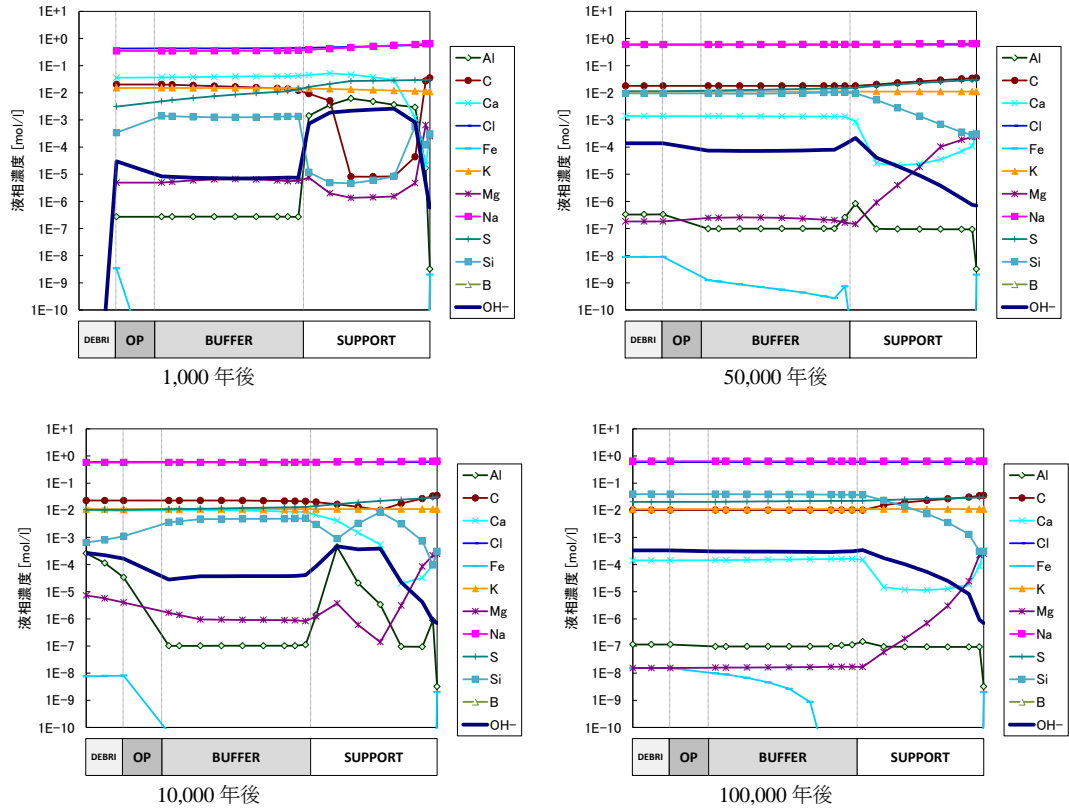 液相濃度 [mol/l]
1E+1
1E+0
1E-1
1E-2
1E-3
1E-4
1E-5
1E-6
1E-7
1E-8
1E-9
1E-10
Al
C
Ca
Cl
Fe
K
Mg
Na
S
Si
B
OH-
DEBRI OP BUFFER SUPPORT
1,000 年後
液相濃度 [mol/l]
1E+1
1E+0
1E-1
1E-2
1E-3
1E-4
1E-5
1E-6
1E-7
1E-8
1E-9
1E-10
Al
C
Ca
Cl
Fe
K
Mg
Na
S
Si
B
OH-
DEBRI OP BUFFER SUPPORT
50,000 年後
液相濃度 [mol/l]
1E+1
1E+0
1E-1
1E-2
1E-3
1E-4
1E-5
1E-6
1E-7
1E-8
1E-9
1E-10
Al
C
Ca
Cl
Fe
K
Mg
Na
S
Si
B
OH-
DEBRI OP BUFFER SUPPORT
10,000 年後
液相濃度 [mol/l]
1E+1
1E+0
1E-1
1E-2
1E-3
1E-4
1E-5
1E-6
1E-7
1E-8
1E-9
1E-10
Al
C
Ca
Cl
Fe
K
Mg
Na
S
Si
B
OH-
DEBRI OP BUFFER SUPPORT
100,000 年後